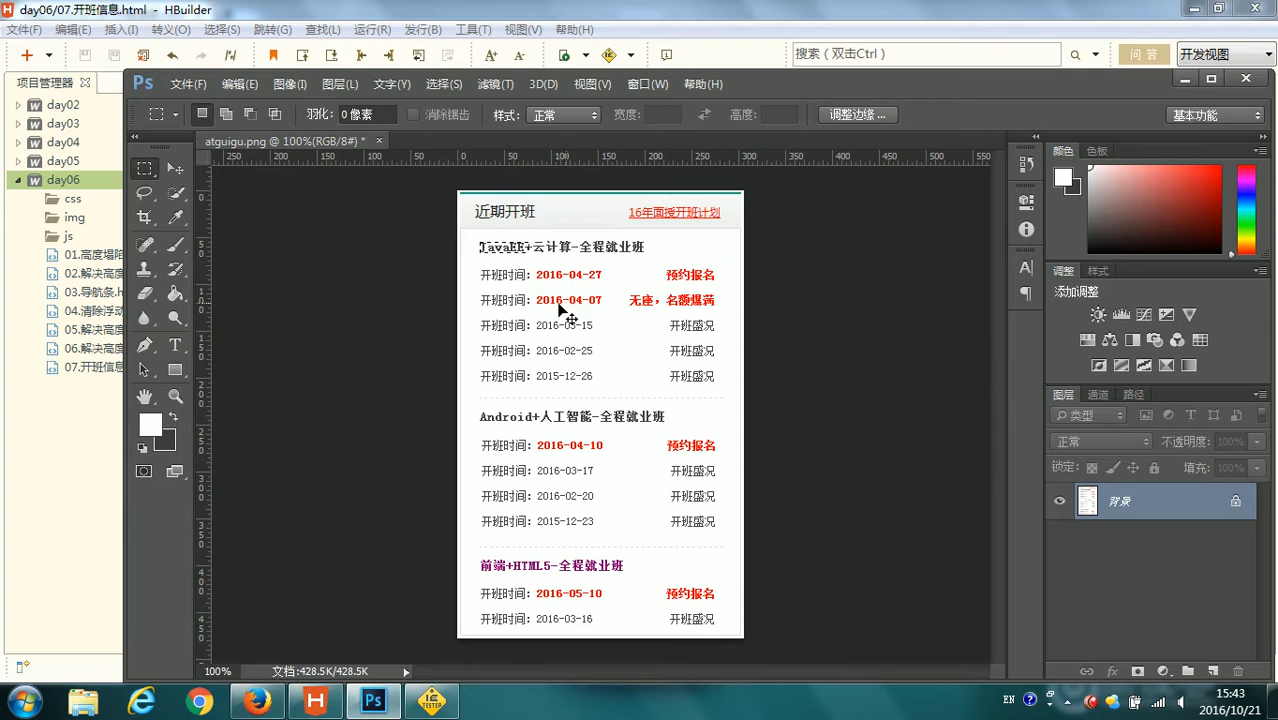 day06/07.开班信息.html - HBuilder
文件(F) 编辑(E) 插入(I) 转义(O) 选择(S) 跳转(G) 查找(L) 运行(R) 发行(B) 工具(T) 视图(V) 帮助(H)
搜索（双击Ctrl） 问答 开发视图
项目管理器
Ps 文件(F) 编辑(E) 图像(I) 图层(L) 文字(Y) 选择(S) 滤镜(T) 3D(D) 视图(V) 窗口(W) 帮助(H)
羽化: 0 像素 消除锯齿 样式: 正常 宽度: 高度: 调整边缘... 基本功能
atguigu.png @ 100%(RGB/8#) *
250 200 150 100 50 0 50 100 150 200 250 300 350 400 450 500 550
day02
day03
day04
day05
day06
css
img
js
01.高度塌陷
02.解决高度
03.导航条.h
04.清除浮动
05.解决高度
06.解决高度
07.开班信息
近期开班 16年面授开班计划
JavaEE+云计算-全程就业班
开班时间：2016-04-27 预约报名
开班时间：2016-04-07 无座，名额爆满
开班时间：2016-03-15 开班盛况
开班时间：2016-02-25 开班盛况
开班时间：2015-12-26 开班盛况
Android+人工智能-全程就业班
开班时间：2016-04-10 预约报名
开班时间：2016-03-17 开班盛况
开班时间：2016-02-20 开班盛况
开班时间：2015-12-23 开班盛况
前端+HTML5-全程就业班
开班时间：2016-05-10 预约报名
开班时间：2016-03-16 开班盛况
颜色 色板
调整 样式
添加调整
图层 通道 路径
类型
正常 不透明度: 100%
锁定: 填充: 100%
背景
100% 文档:428.5K/428.5K
EN 15:43
2016/10/21